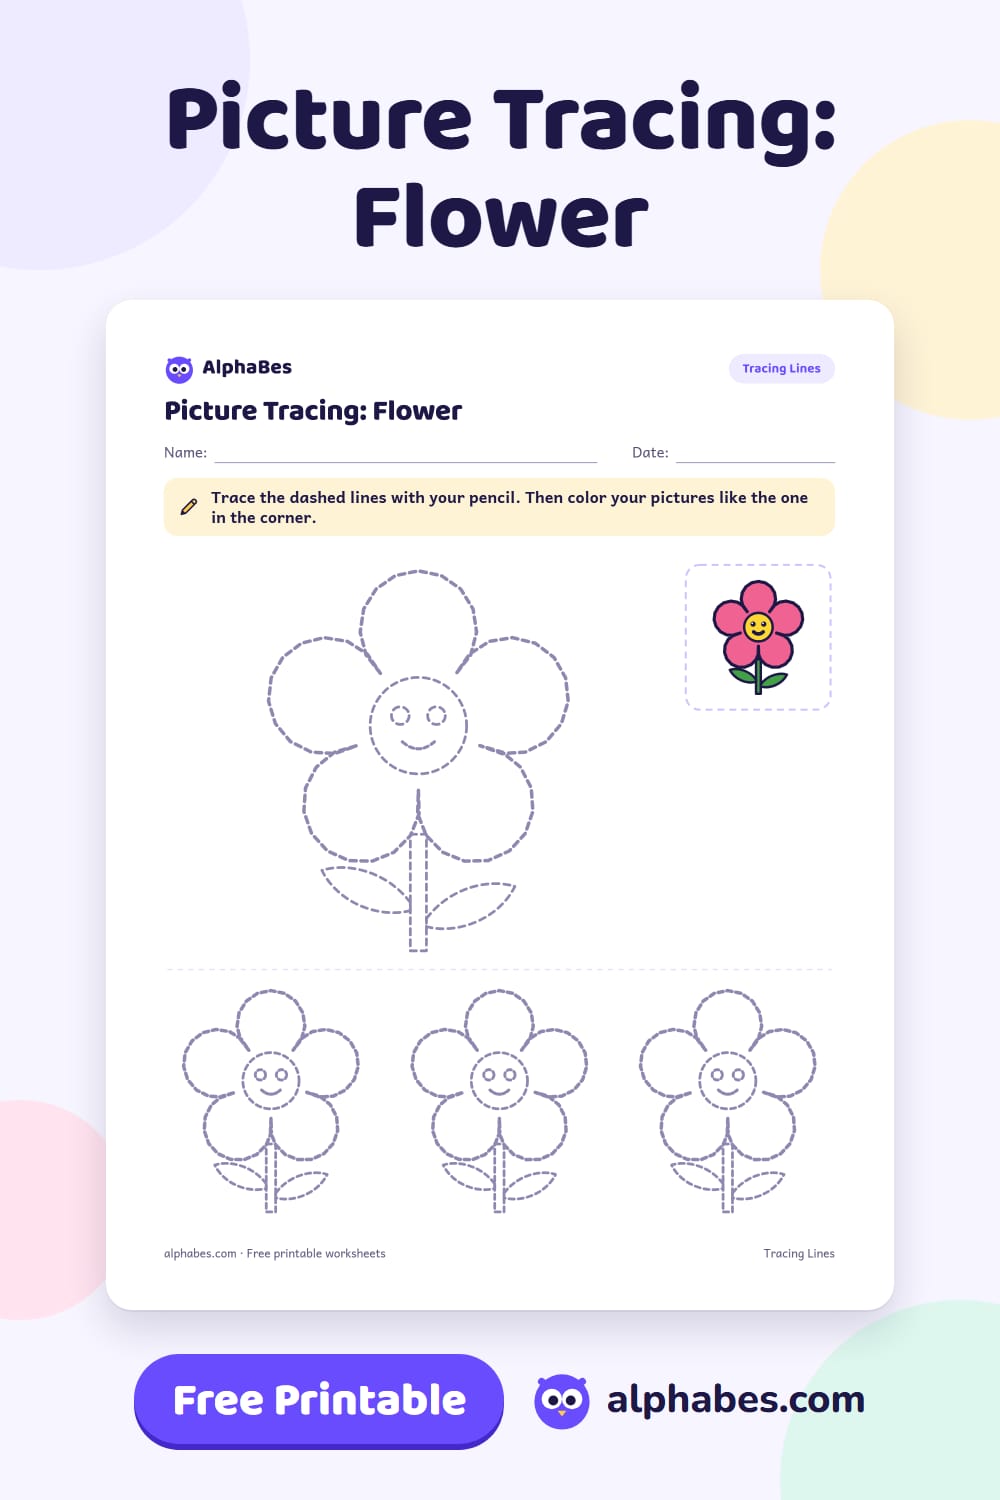 Picture Tracing:
Flower
AlphaBes
Tracing Lines
Picture Tracing: Flower
Name:
Date:
Trace the dashed lines with your pencil. Then color your pictures like the one
in the corner.
alphabes.com · Free printable worksheets
Tracing Lines
Free Printable
alphabes.com